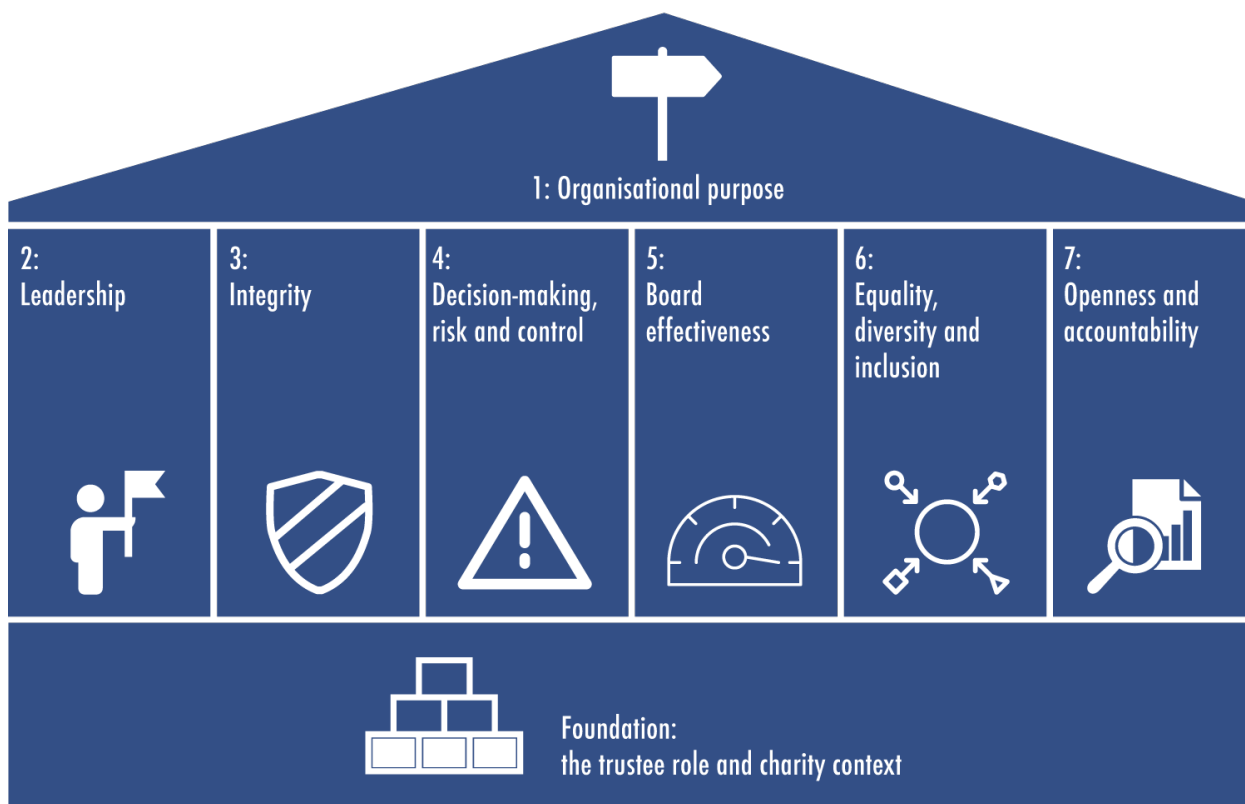 1: Organisational purpose
2:
Leadership
3:
Integrity
4:
Decision-making,
risk and control
5:
Board
effectiveness
6:
Equality,
diversity and
inclusion
7:
Openness and
accountability
Foundation:
the trustee role and charity context